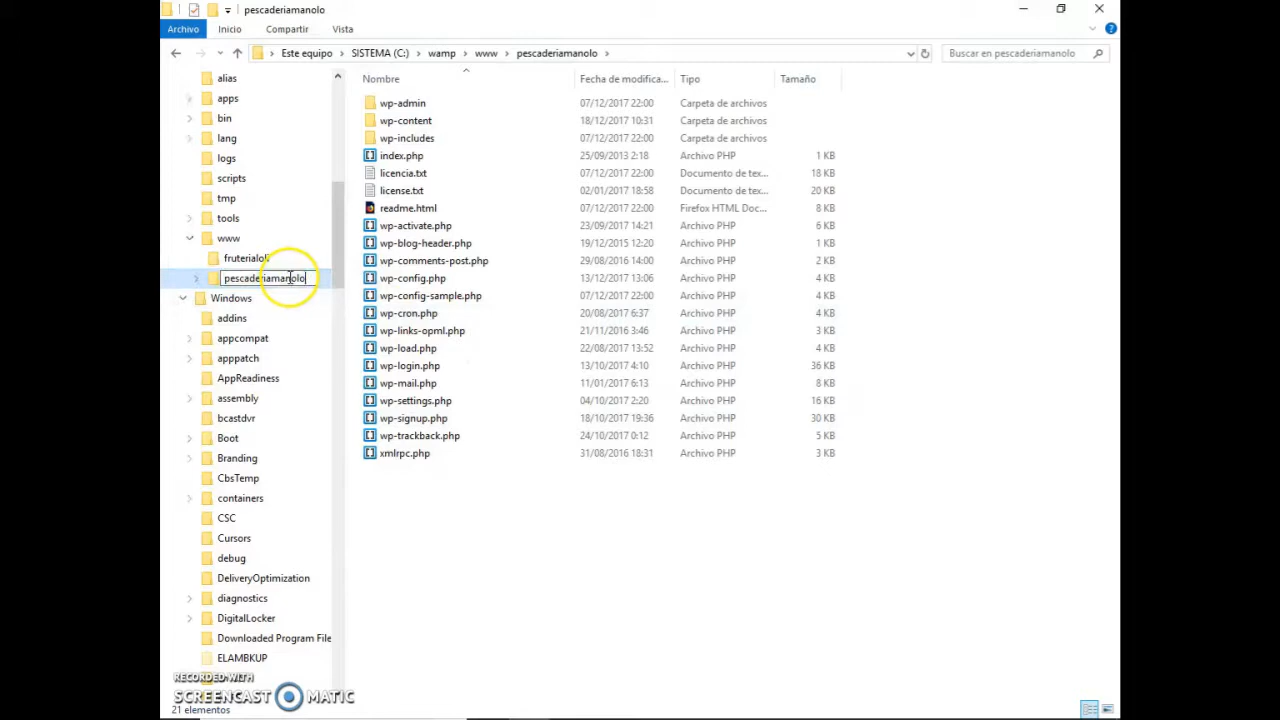 pescaderiamanolo
Archivo Inicio Compartir Vista
Este equipo SISTEMA (C:) wamp www pescaderiamanolo Buscar en pescaderiamanolo
Nombre Fecha de modifica... Tipo Tamaño
alias
apps
bin
lang
logs
scripts
tmp
tools
www
fruterialoli
pescaderiamanolo
Windows
addins
appcompat
apppatch
AppReadiness
assembly
bcastdvr
Boot
Branding
CbsTemp
containers
CSC
Cursors
debug
DeliveryOptimization
diagnostics
DigitalLocker
Downloaded Program File
ELAMBKUP
wp-admin 07/12/2017 22:00 Carpeta de archivos
wp-content 18/12/2017 10:31 Carpeta de archivos
wp-includes 07/12/2017 22:00 Carpeta de archivos
index.php 25/09/2013 2:18 Archivo PHP 1 KB
licencia.txt 07/12/2017 22:00 Documento de tex... 18 KB
license.txt 02/01/2017 18:58 Documento de tex... 20 KB
readme.html 07/12/2017 22:00 Firefox HTML Doc... 8 KB
wp-activate.php 23/09/2017 14:21 Archivo PHP 6 KB
wp-blog-header.php 19/12/2015 12:20 Archivo PHP 1 KB
wp-comments-post.php 29/08/2016 14:00 Archivo PHP 2 KB
wp-config.php 13/12/2017 13:06 Archivo PHP 4 KB
wp-config-sample.php 07/12/2017 22:00 Archivo PHP 4 KB
wp-cron.php 20/08/2017 6:37 Archivo PHP 4 KB
wp-links-opml.php 21/11/2016 3:46 Archivo PHP 3 KB
wp-load.php 22/08/2017 13:52 Archivo PHP 4 KB
wp-login.php 13/10/2017 4:10 Archivo PHP 36 KB
wp-mail.php 11/01/2017 6:13 Archivo PHP 8 KB
wp-settings.php 04/10/2017 2:20 Archivo PHP 16 KB
wp-signup.php 18/10/2017 19:36 Archivo PHP 30 KB
wp-trackback.php 24/10/2017 0:12 Archivo PHP 5 KB
xmlrpc.php 31/08/2016 18:31 Archivo PHP 3 KB
RECORDED WITH
SCREENCAST MATIC
21 elementos